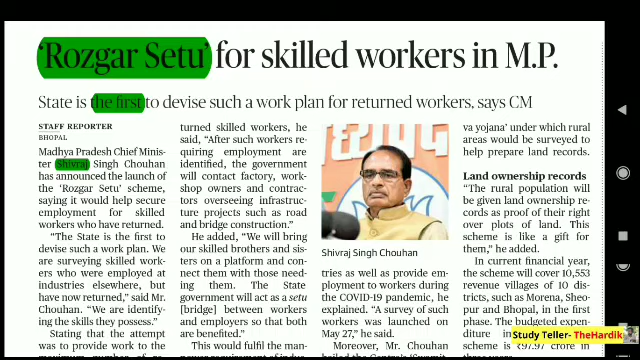 'Rozgar Setu' for skilled workers in M.P.
State is the first to devise such a work plan for returned workers, says CM
STAFF REPORTER
BHOPAL
Madhya Pradesh Chief Minis-
ter Shivraj Singh Chouhan
has announced the launch of
the 'Rozgar Setu' scheme,
saying it would help secure
employment for skilled
workers who have returned.
"The State is the first to
devise such a work plan. We
are surveying skilled work-
ers who were employed at
industries elsewhere, but
have now returned," said Mr.
Chouhan. "We are identify-
ing the skills they possess."
Stating that the attempt
was to provide work to the
turned skilled workers, he
said, "After such workers re-
quiring employment are
identified, the government
will contact factory, work-
shop owners and contrac-
tors overseeing infrastruc-
ture projects such as road
and bridge construction."
He added, "We will bring
our skilled brothers and sis-
ters on a platform and con-
nect them with those need-
ing them. The State
government will act as a setu
[bridge] between workers
and employers so that both
are benefitted."
This would fulfil the man-
Shivraj Singh Chouhan
tries as well as provide em-
ployment to workers during
the COVID-19 pandemic, he
explained. "A survey of such
workers was launched on
May 27," he said.
Moreover, Mr. Chouhan
va yojana' under which rural
areas would be surveyed to
help prepare land records.
Land ownership records
"The rural population will
be given land ownership re-
cords as proof of their right
over plots of land. This
scheme is like a gift for
them," he added.
In current financial year,
the scheme will cover 10,553
revenue villages of 10 dis-
tricts, such as Morena, Sheo-
pur and Bhopal, in the first
phase. The budgeted expen-
diture in
scheme is
Study Teller- TheHardik